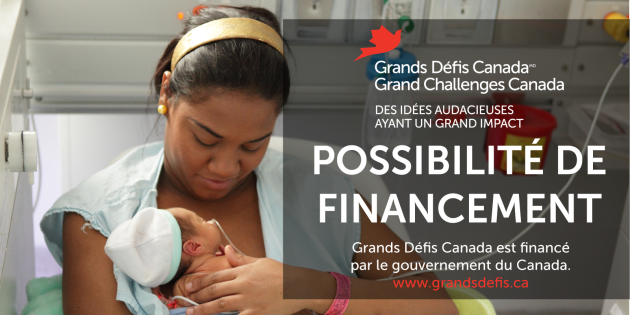 Grands Défis Canada MD
Grand Challenges Canada
DES IDÉES AUDACIEUSES
AYANT UN GRAND IMPACT
POSSIBILITÉ DE
FINANCEMENT
Grands Défis Canada est financé
par le gouvernement du Canada.
www.grandsdefis.ca